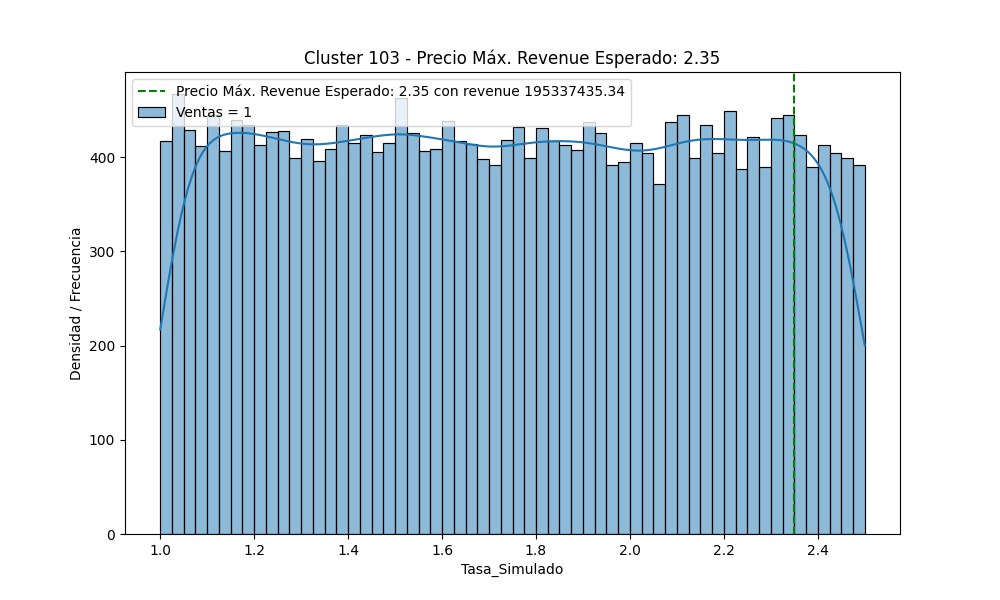 Cluster 103 - Precio Máx. Revenue Esperado: 2.35
Precio Máx. Revenue Esperado: 2.35 con revenue 195337435.34
Ventas = 1
Densidad / Frecuencia
400
300
200
100
0
1.0 1.2 1.4 1.6 1.8 2.0 2.2 2.4
Tasa_Simulado